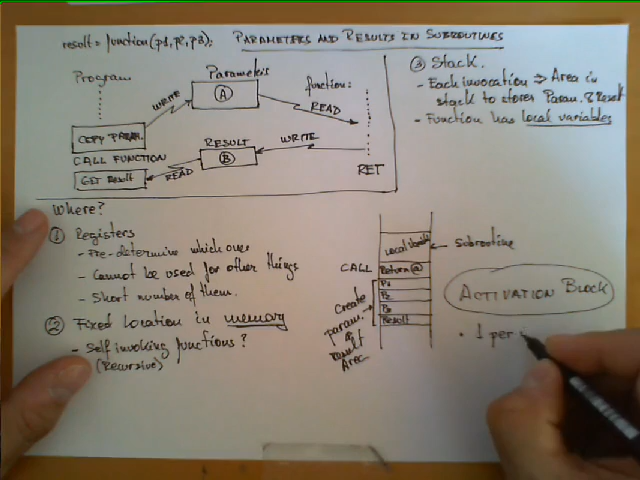 result = function(p1, p2, p3);
PARAMETERS AND RESULTS IN SUBROUTINES
Program
Parameters
function:
A
WRITE
READ
COPY PARAM.
CALL FUNCTION
GET Result
RESULT
B
WRITE
READ
RET
③ Stack.
- Each invocation ⇒ Area in
stack to stores Param. & Result
- Function has local variables
Where?
① Registers
- Pre-determine which ones
- Cannot be used for other things
- Short number of them.
② Fixed Location in memory
- Self invoking functions?
(Recursive)
Subroutine
CALL
Return @
P1
P2
P3
Result
Create
param.
&
result
Area.
ACTIVATION BLOCK
• 1 per